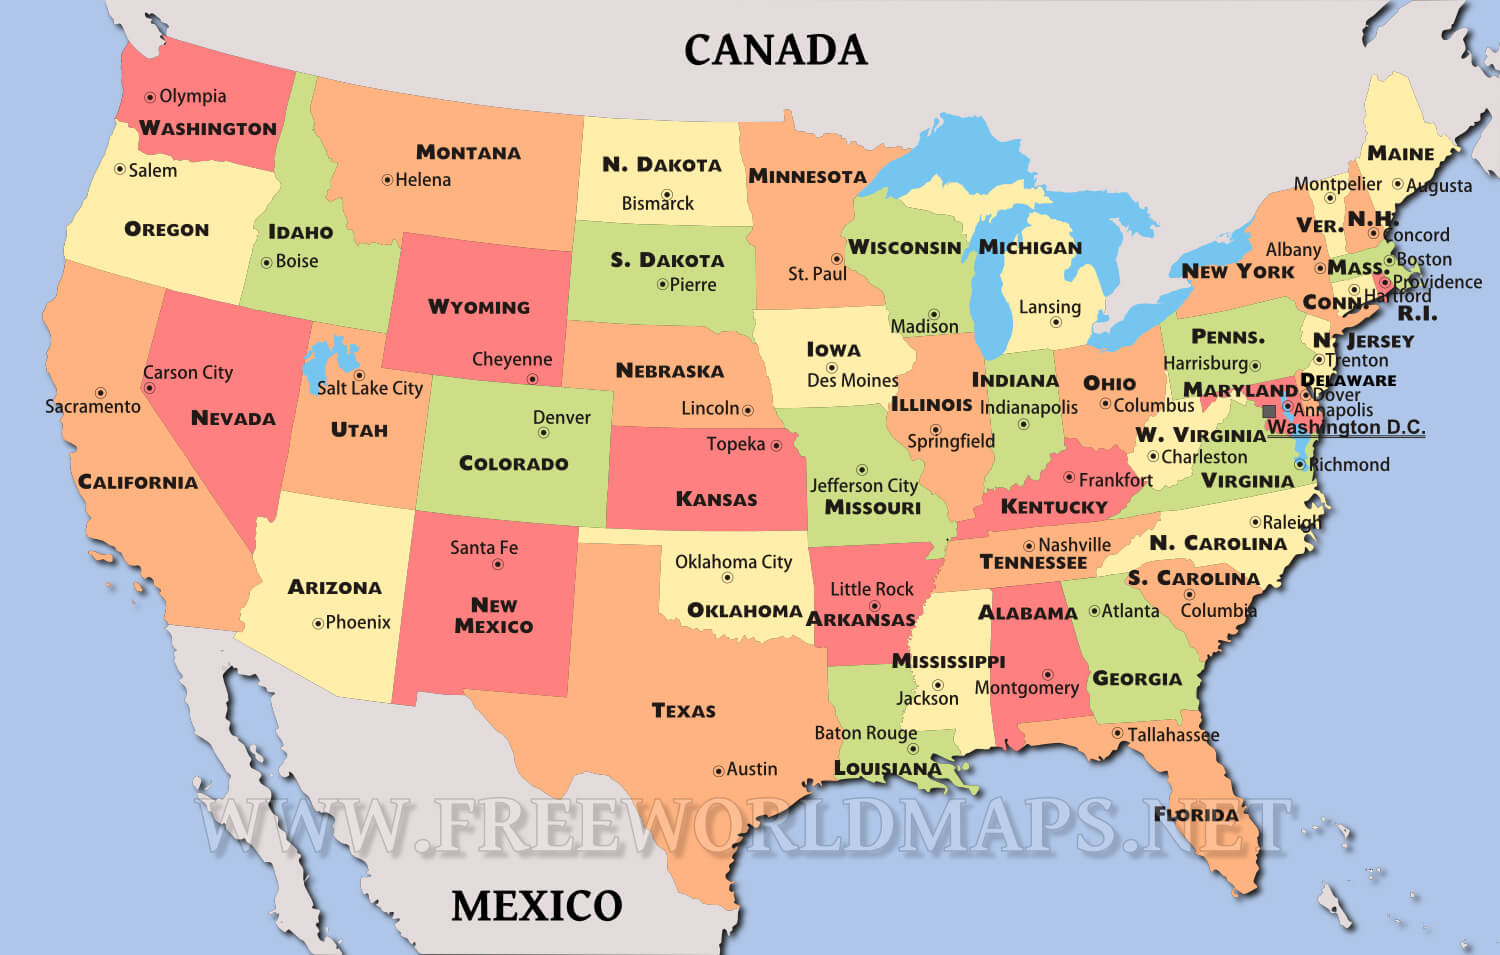 CANADA
Olympia
WASHINGTON
Salem
OREGON
MONTANA
Helena
IDAHO
Boise
N. DAKOTA
Bismarck
S. DAKOTA
Pierre
MINNESOTA
St. Paul
WISCONSIN
Madison
MICHIGAN
Lansing
MAINE
Augusta
Montpelier
VER.
N.H.
Concord
Albany
NEW YORK
MASS.
Boston
Providence
CONN.
Hartford
R.I.
WYOMING
Cheyenne
Carson City
NEVADA
Sacramento
CALIFORNIA
Salt Lake City
UTAH
Denver
COLORADO
NEBRASKA
Lincoln
IOWA
Des Moines
ILLINOIS
Springfield
INDIANA
Indianapolis
OHIO
Columbus
PENNS.
Harrisburg
N. JERSEY
Trenton
MARYLAND
DELAWARE
Dover
Annapolis
Washington D.C.
W. VIRGINIA
Charleston
Richmond
VIRGINIA
Topeka
KANSAS
Jefferson City
MISSOURI
Frankfort
KENTUCKY
Raleigh
N. CAROLINA
Nashville
TENNESSEE
S. CAROLINA
Columbia
ARIZONA
Phoenix
Santa Fe
NEW
MEXICO
Oklahoma City
OKLAHOMA
Little Rock
ARKANSAS
ALABAMA
Montgomery
Atlanta
GEORGIA
MISSISSIPPI
Jackson
TEXAS
Austin
Baton Rouge
LOUISIANA
Tallahassee
FLORIDA
WWW.FREEWORLDMAPS.NET
MEXICO